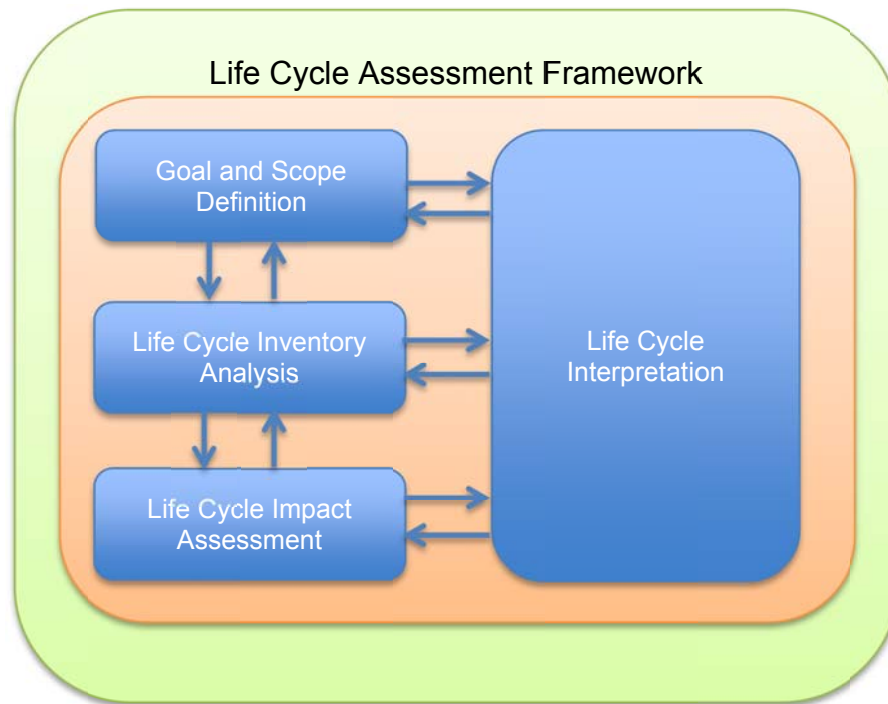 Life Cycle Assessment Framework
Goal and Scope
Definition
Life Cycle Inventory
Analysis
Life Cycle Impact
Assessment
Life Cycle
Interpretation